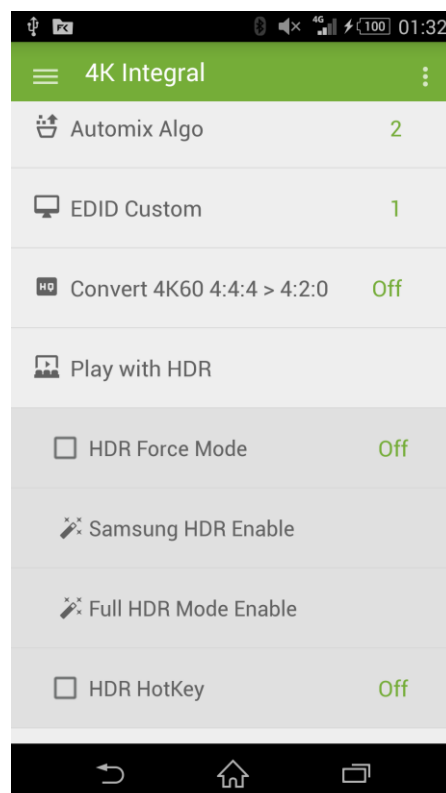 FK 4G 100 01:32
4K Integral
Automix Algo 2
EDID Custom 1
HQ Convert 4K60 4:4:4 > 4:2:0 Off
Play with HDR
HDR Force Mode Off
Samsung HDR Enable
Full HDR Mode Enable
HDR HotKey Off